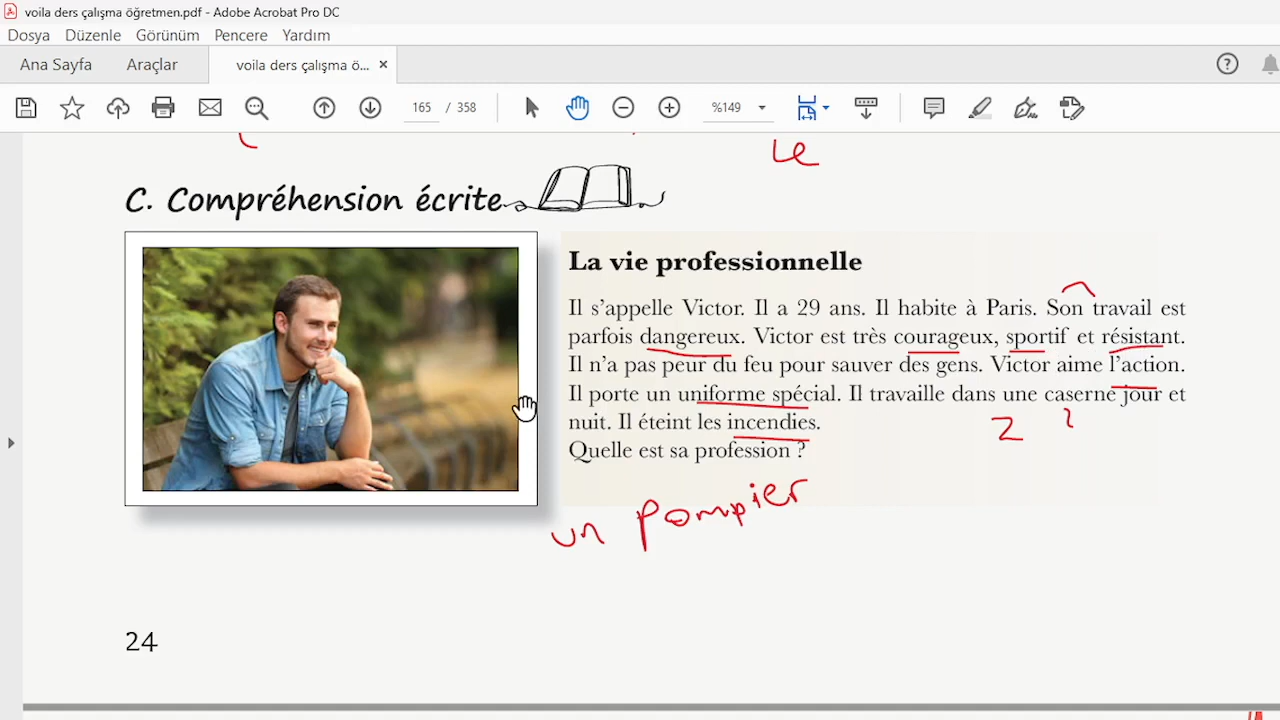 voila ders çalışma öğretmen.pdf - Adobe Acrobat Pro DC
Dosya Düzenle Görünüm Pencere Yardım
Ana Sayfa Araçlar voila ders çalışma ö... ×
165 / 358 %149
Le
C. Compréhension écrite
La vie professionnelle
Il s'appelle Victor. Il a 29 ans. Il habite à Paris. Son travail est
parfois dangereux. Victor est très courageux, sportif et résistant.
Il n'a pas peur du feu pour sauver des gens. Victor aime l'action.
Il porte un uniforme spécial. Il travaille dans une caserne jour et
nuit. Il éteint les incendies.
2 ?
Quelle est sa profession ?
un pompier
24